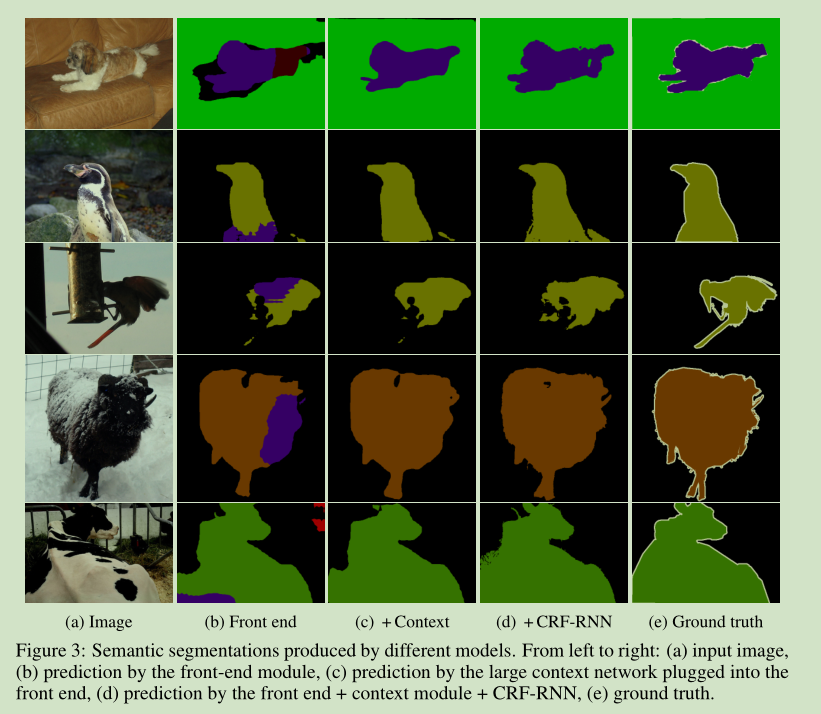 (a) Image (b) Front end (c) + Context (d) + CRF-RNN (e) Ground truth
Figure 3: Semantic segmentations produced by different models. From left to right: (a) input image,
(b) prediction by the front-end module, (c) prediction by the large context network plugged into the
front end, (d) prediction by the front end + context module + CRF-RNN, (e) ground truth.